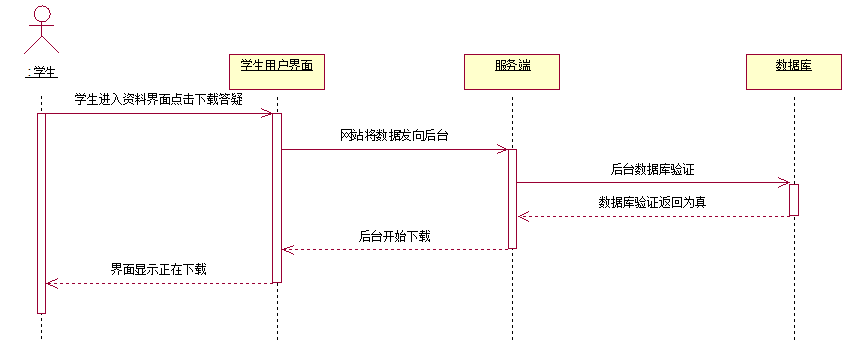 :学生
学生用户界面
服务端
数据库
学生进入资料界面点击下载答疑
网站将数据发向后台
后台数据库验证
数据库验证返回为真
后台开始下载
界面显示正在下载